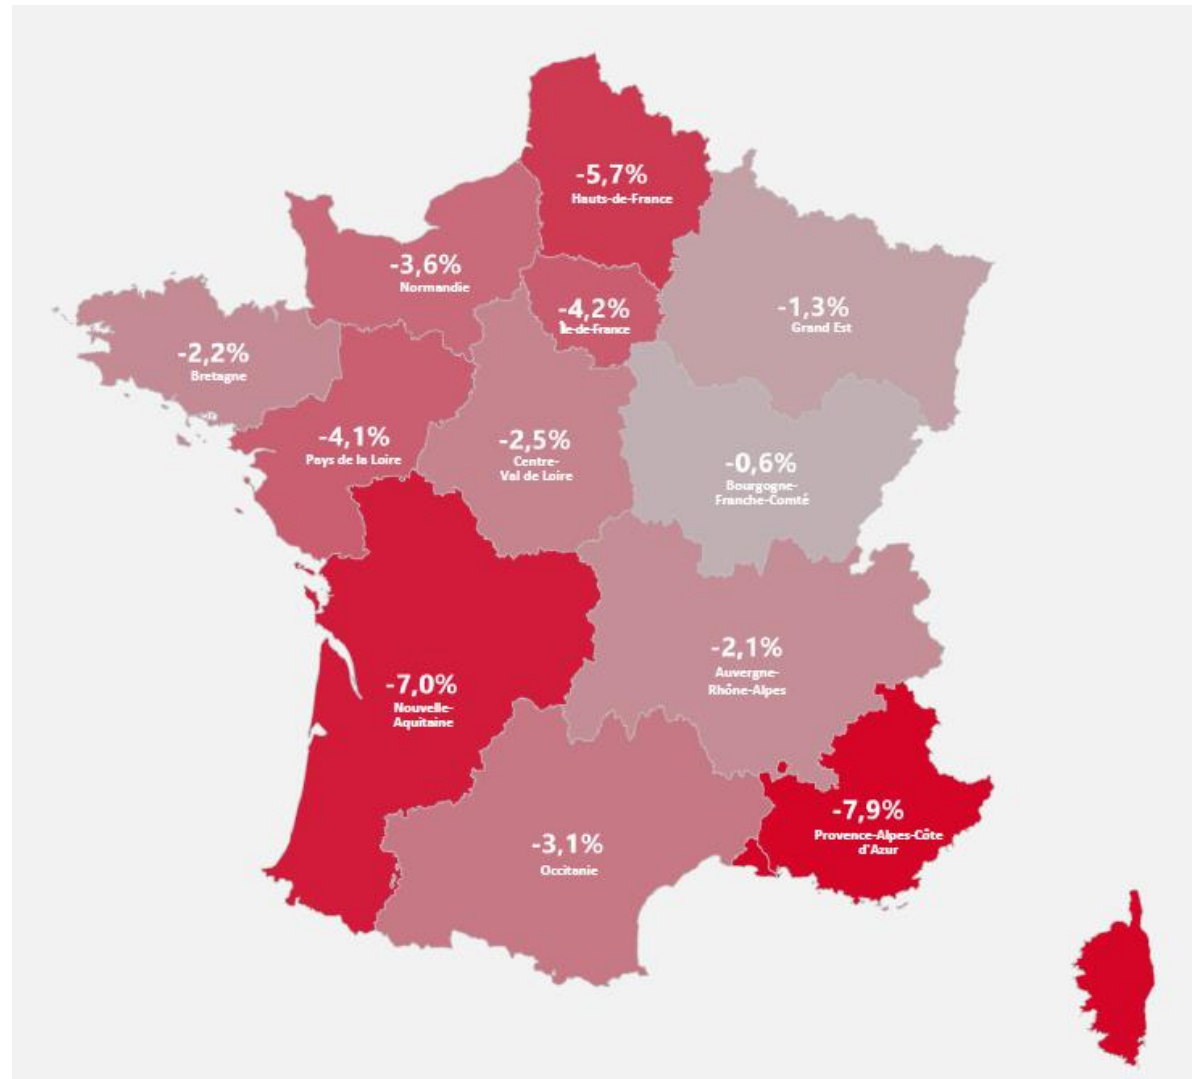 -5,7%
Hauts-de-France
-3,6%
Normandie
-4,2%
Île-de-France
-1,3%
Grand Est
-2,2%
Bretagne
-4,1%
Pays de la Loire
-2,5%
Centre-
Val de Loire
-0,6%
Bourgogne-
Franche-Comté
-2,1%
Auvergne-
Rhône-Alpes
-7,0%
Nouvelle-
Aquitaine
-7,9%
Provence-Alpes-Côte
d'Azur
-3,1%
Occitanie